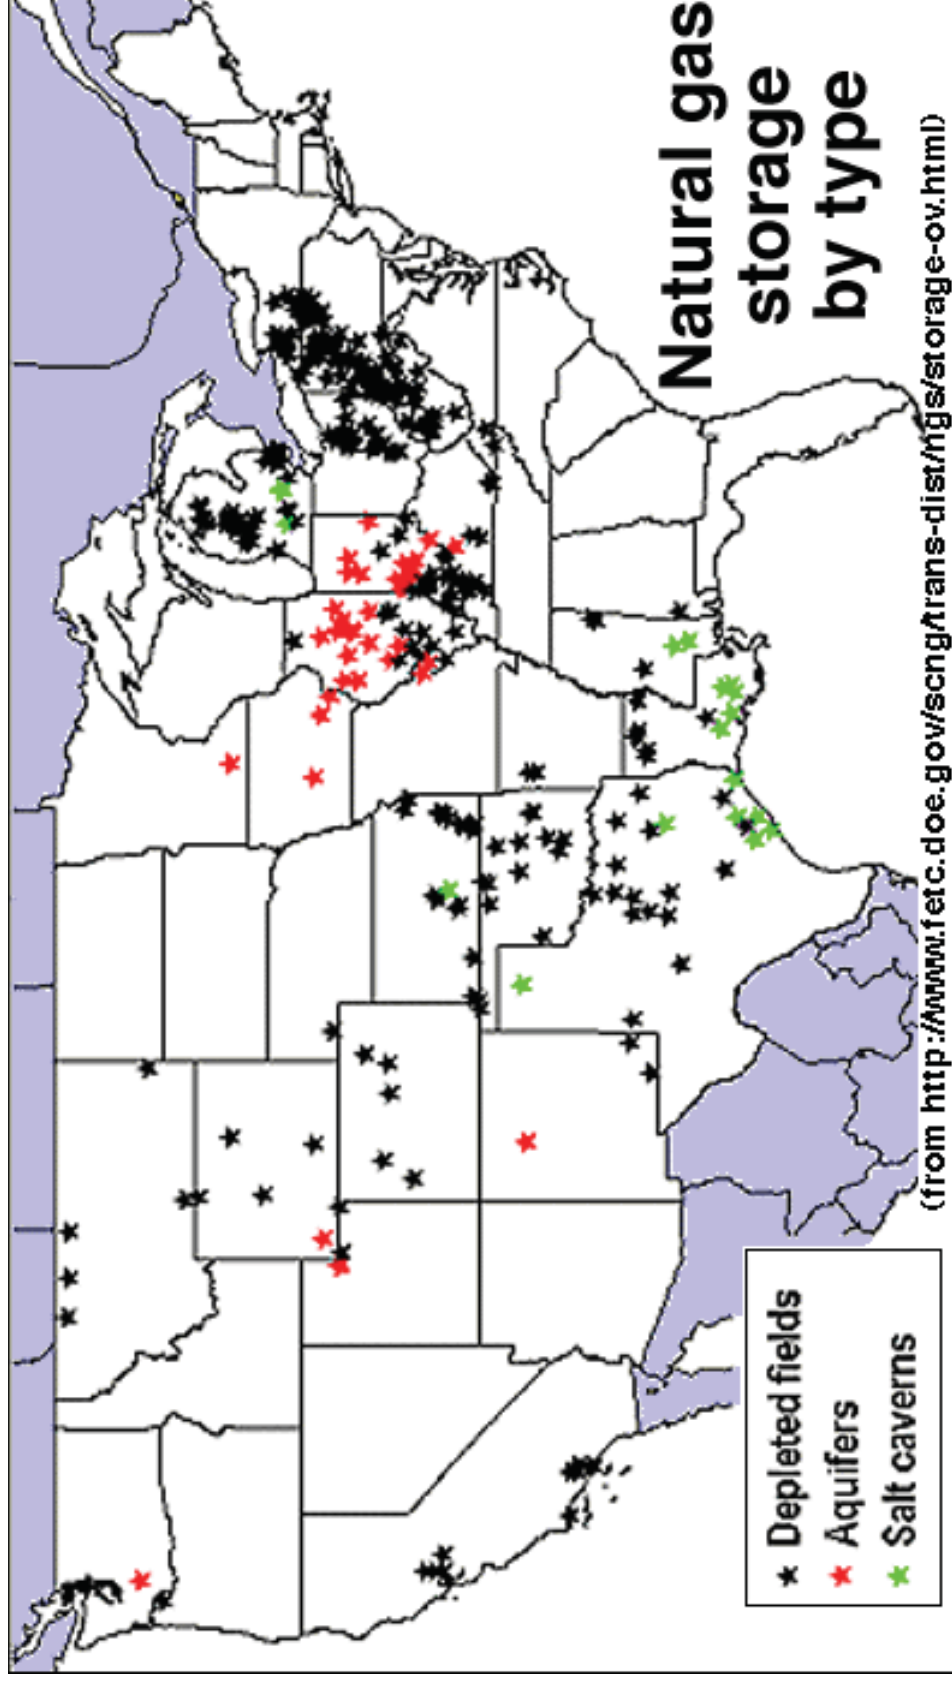 Natural gas
storage
by type
Depleted fields
Aquifers
Salt caverns
(from http://www.fetc.doe.gov/scng/trans-dist/ngs/storage-ov.html)